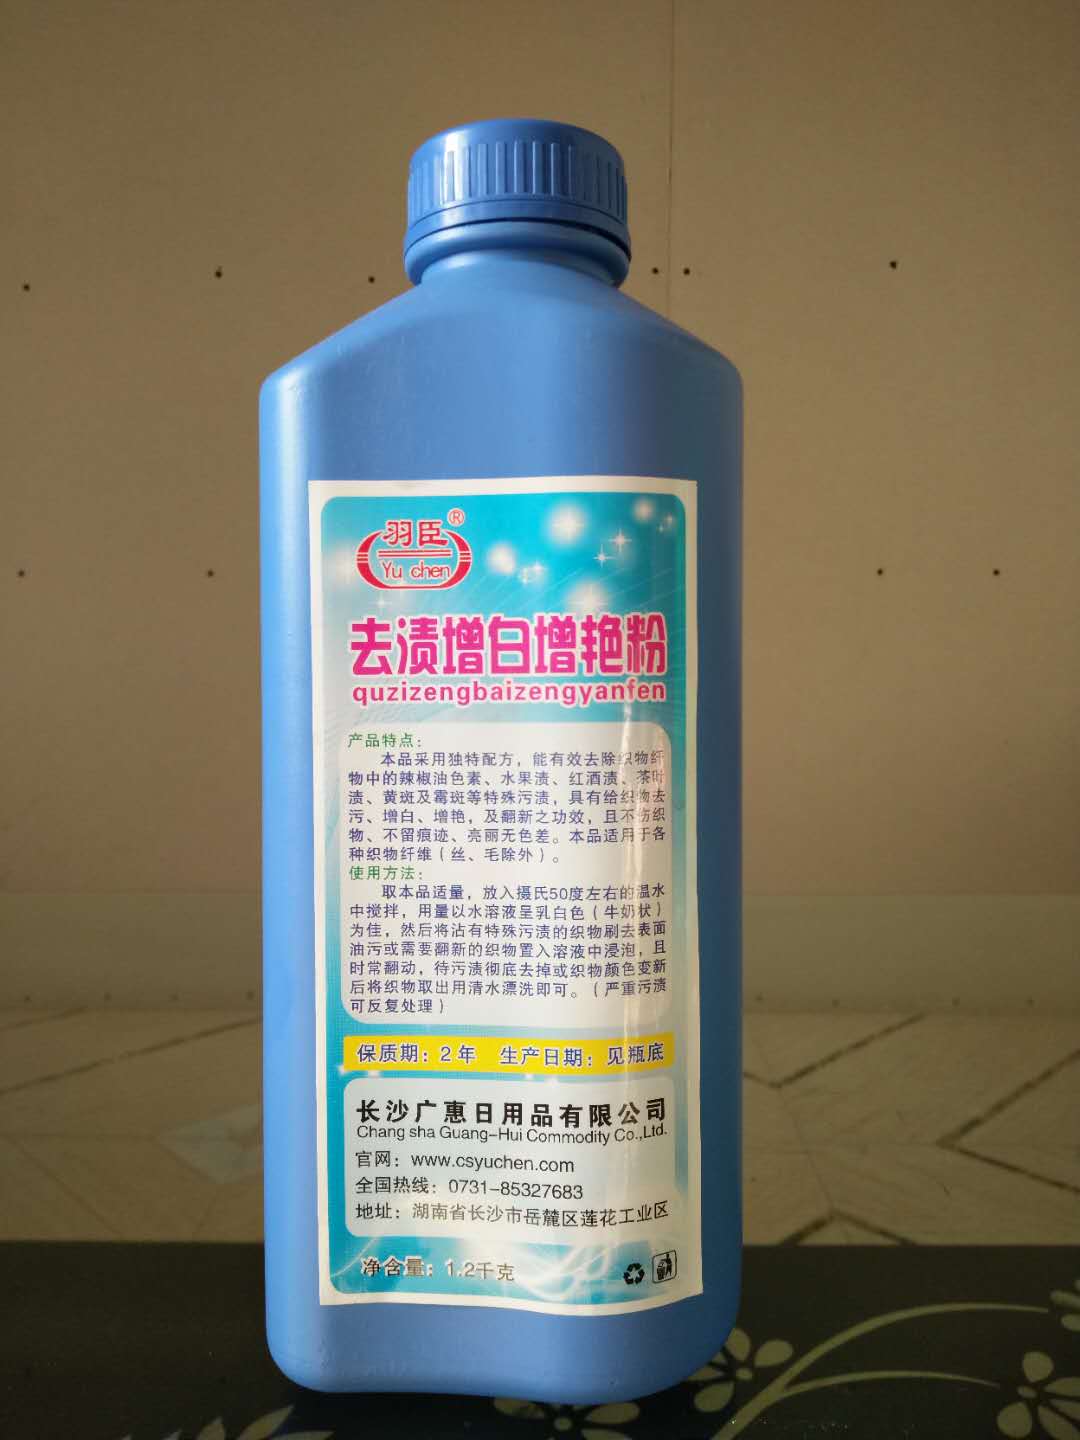 羽臣®
Yu chen
去渍增白增艳粉
quzizengbaizengyanfen
产品特点：
本品采用独特配方，能有效去除织物纤
物中的辣椒油色素、水果渍、红酒渍、茶叶
渍、黄斑及霉斑等特殊污渍，具有给织物去
污、增白、增艳，及翻新之功效，且不伤织
物、不留痕迹、亮丽无色差。本品适用于各
种织物纤维（丝、毛除外）。
使用方法：
取本品适量，放入摄氏50度左右的温水
中搅拌，用量以水溶液呈乳白色（牛奶状）
为佳，然后将沾有特殊污渍的织物刷去表面
油污或需要翻新的织物置入溶液中浸泡，且
时常翻动，待污渍彻底去掉或织物颜色变新
后将织物取出用清水漂洗即可。（严重污渍
可反复处理）
保质期：2年 生产日期：见瓶底
长沙广惠日用品有限公司
Chang sha Guang-Hui Commodity Co.,Ltd.
官网：www.csyuchen.com
全国热线：0731-85327683
地址：湖南省长沙市岳麓区莲花工业区
净含量：1.2千克